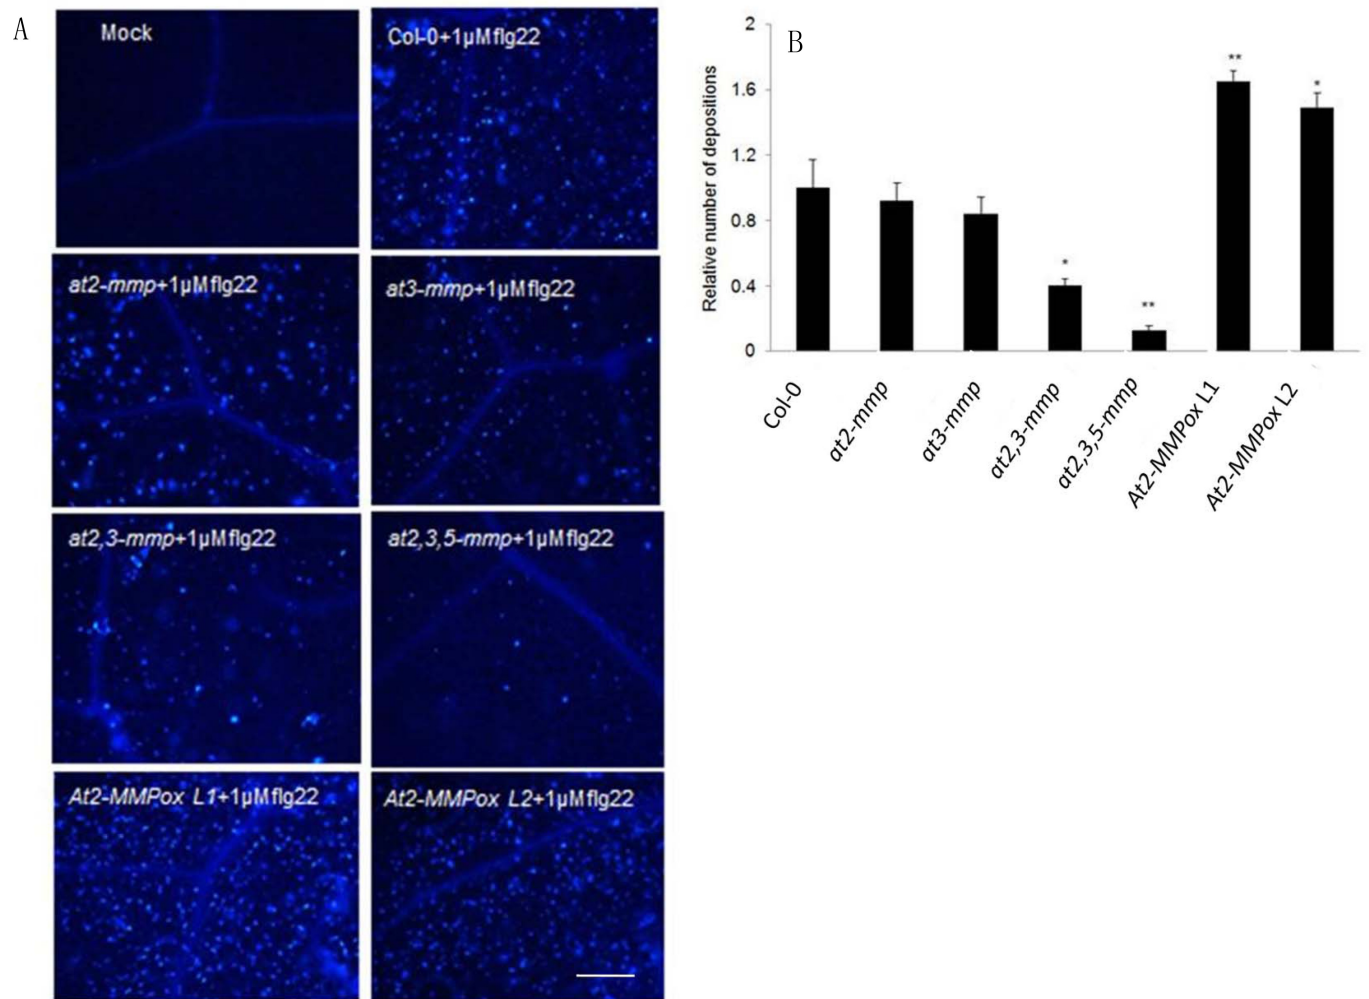 A
Mock
Col-0+1μMflg22
at2-mmp+1μMflg22
at3-mmp+1μMflg22
at2,3-mmp+1μMflg22
at2,3,5-mmp+1μMflg22
At2-MMPox L1+1μMflg22
At2-MMPox L2+1μMflg22
B
Relative number of depositions
2
1.6
1.2
0.8
0.4
0
*
**
**
*
Col-0
at2-mmp
at3-mmp
at2,3-mmp
at2,3,5-mmp
At2-MMPox L1
At2-MMPox L2